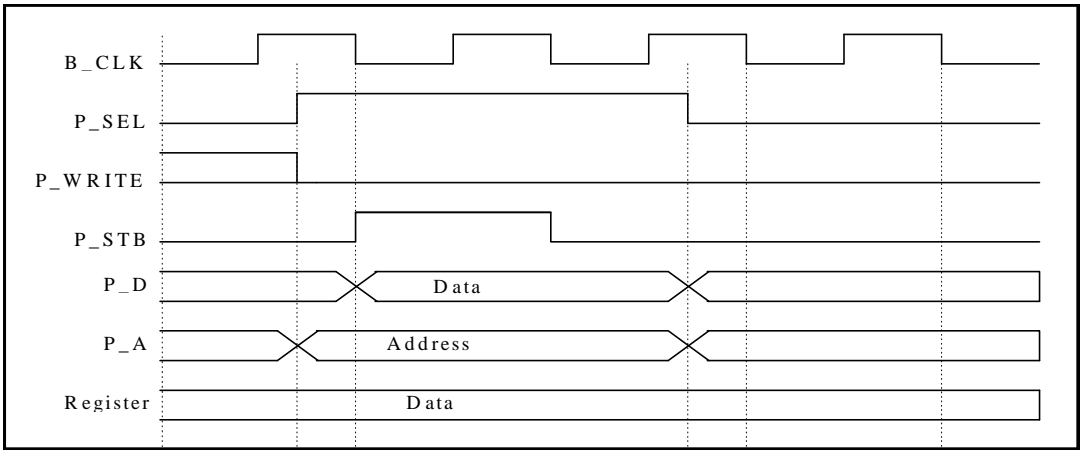 B_CLK
P_SEL
P_WRITE
P_STB
P_D Data
P_A Address
Register Data